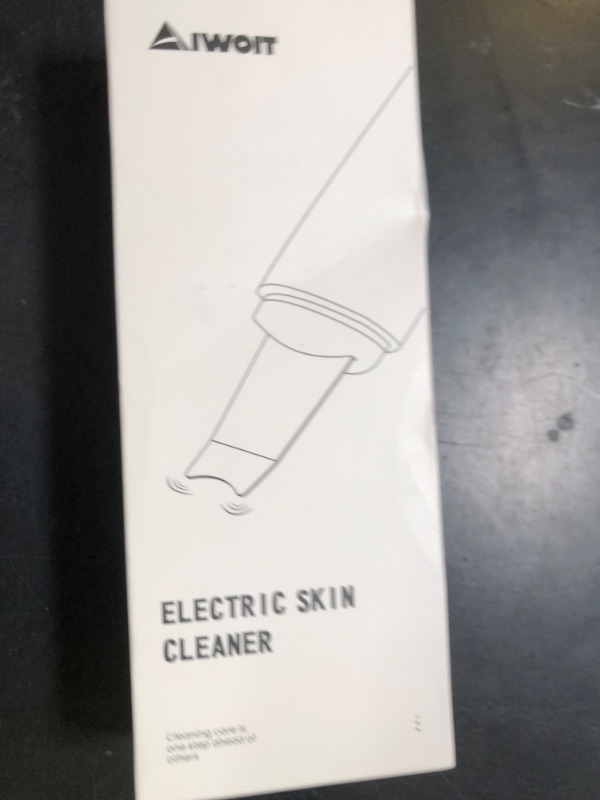 AIWOIT
ELECTRIC SKIN
CLEANER
Cleaning care is
one step ahead of
others